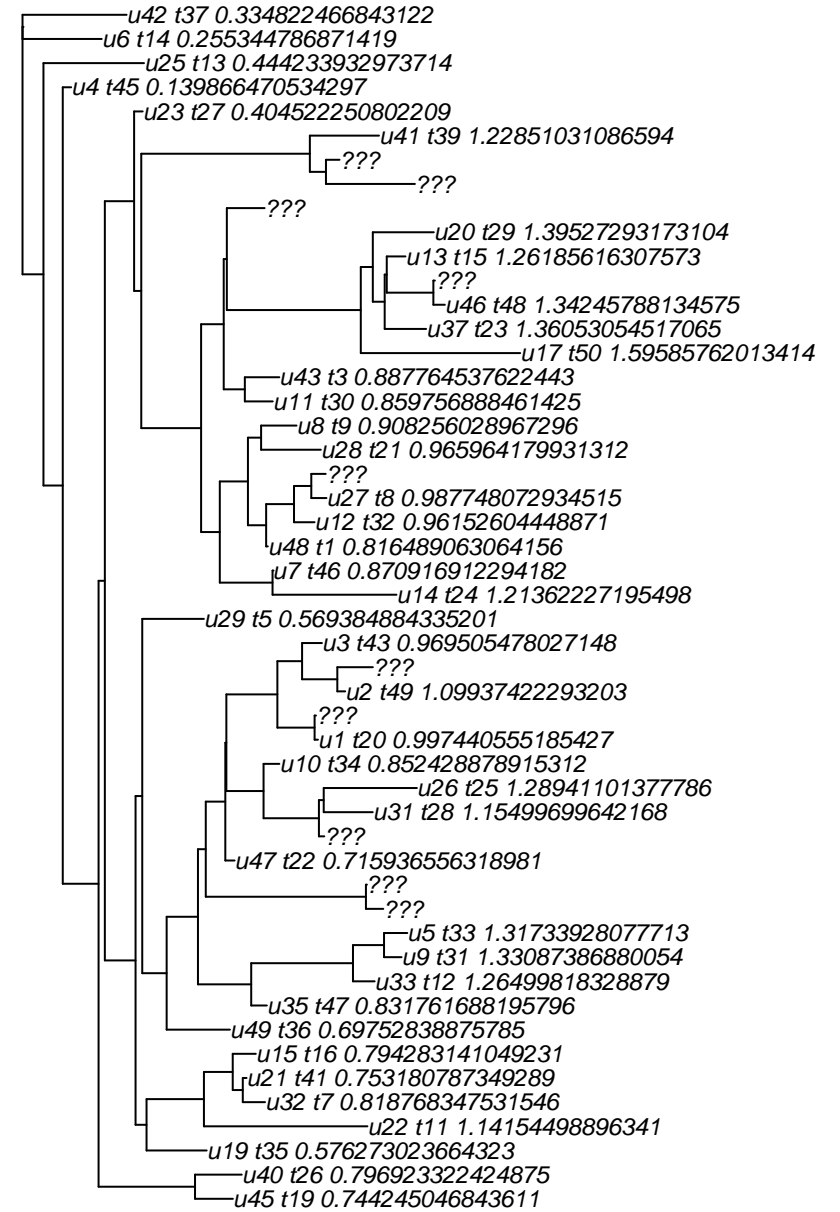 u42 t37 0.334822466843122
u6 t14 0.255344786871419
u25 t13 0.444233932973714
u4 t45 0.139866470534297
u23 t27 0.404522250802209
u41 t39 1.22851031086594
???
???
???
u20 t29 1.39527293173104
u13 t15 1.26185616307573
???
u46 t48 1.34245788134575
u37 t23 1.36053054517065
u17 t50 1.59585762013414
u43 t3 0.887764537622443
u11 t30 0.859756888461425
u8 t9 0.908256028967296
u28 t21 0.965964179931312
???
u27 t8 0.987748072934515
u12 t32 0.96152604448871
u48 t1 0.816489063064156
u7 t46 0.870916912294182
u14 t24 1.21362227195498
u29 t5 0.569384884335201
u3 t43 0.969505478027148
???
u2 t49 1.09937422293203
???
u1 t20 0.997440555185427
u10 t34 0.852428878915312
u26 t25 1.28941101377786
u31 t28 1.15499699642168
???
u47 t22 0.715936556318981
???
???
u5 t33 1.31733928077713
u9 t31 1.33087386880054
u33 t12 1.26499818328879
u35 t47 0.831761688195796
u49 t36 0.69752838875785
u15 t16 0.794283141049231
u21 t41 0.753180787349289
u32 t7 0.818768347531546
u22 t11 1.14154498896341
u19 t35 0.576273023664323
u40 t26 0.796923322424875
u45 t19 0.744245046843611